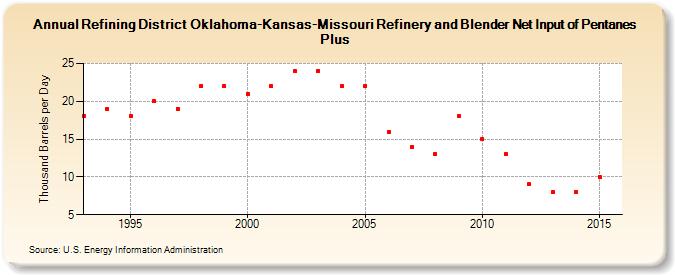 Annual Refining District Oklahoma-Kansas-Missouri Refinery and Blender Net Input of Pentanes
Plus
Thousand Barrels per Day
25
20
15
10
5
1995
2000
2005
2010
2015
Source: U.S. Energy Information Administration